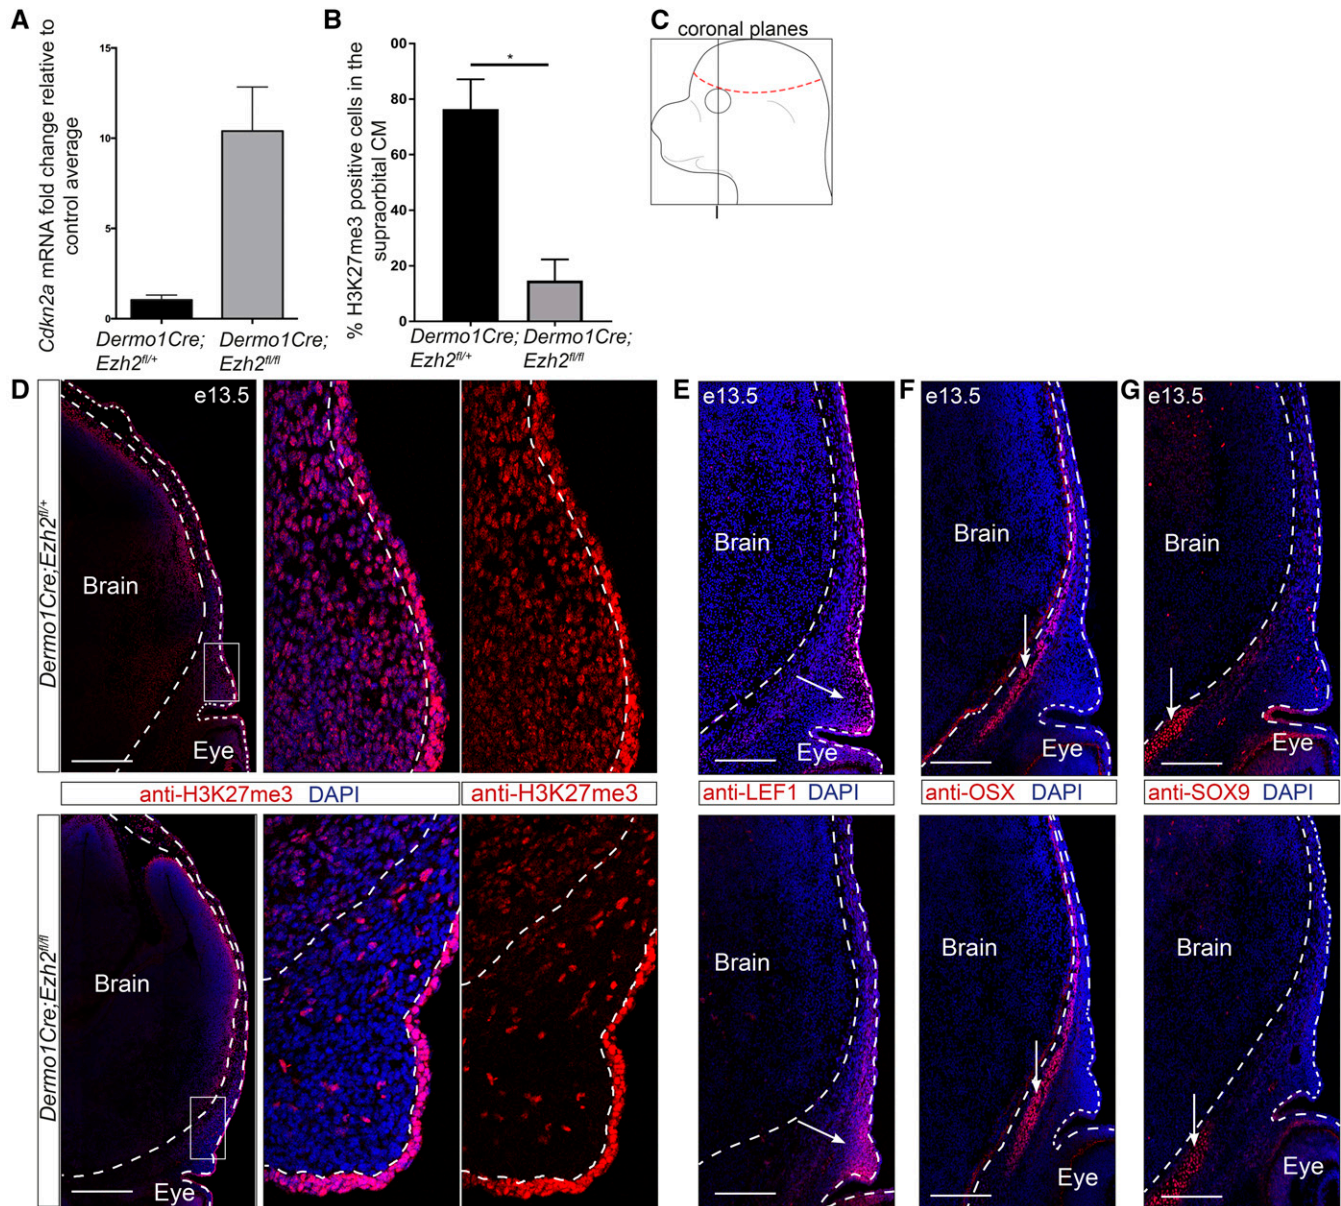 A
Cdkn2a mRNA fold change relative to
control average
15
10
5
0
Dermo1Cre;
Ezh2fl/+
Dermo1Cre;
Ezh2fl/fl
B
% H3K27me3 positive cells in the
supraorbital CM
00
80
60
40
20
0
*
Dermo1Cre;
Ezh2fl/+
Dermo1Cre;
Ezh2fl/fl
C
coronal planes
I
D
Dermo1Cre;Ezh2fl/+
e13.5
Brain
Eye
anti-H3K27me3 DAPI
anti-H3K27me3
Dermo1Cre;Ezh2fl/fl
Brain
Eye
E
e13.5
Brain
Eye
anti-LEF1 DAPI
Brain
F
Brain
Eye
anti-OSX DAPI
Brain
Eye
G
e13.5
Brain
Eye
anti-SOX9 DAPI
Brain
Eye